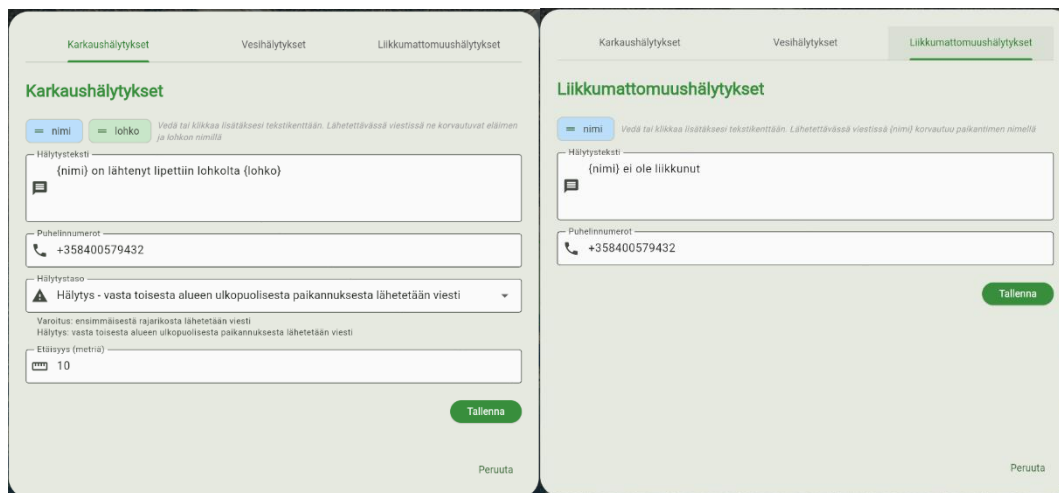 Karkaushälytykset Vesihälytykset Liikkumattomuushälytykset
Karkaushälytykset
nimi lohko Vedä tai klikkaa lisätäksesi tekstikenttään. Lähetettävässä viestissä ne korvautuvat eläimen
ja lohkon nimillä
Hälytysteksti
{nimi} on lähtenyt lipettiin lohkolta {lohko}
Puhelinnumerot
+358400579432
Hälytystaso
Hälytys - vasta toisesta alueen ulkopuolisesta paikannuksesta lähetetään viesti
Varoitus: ensimmäisestä rajarikosta lähetetään viesti
Hälytys: vasta toisesta alueen ulkopuolisesta paikannuksesta lähetetään viesti
Etäisyys (metriä)
10
Tallenna
Peruuta
Karkaushälytykset Vesihälytykset Liikkumattomuushälytykset
Liikkumattomuushälytykset
nimi Vedä tai klikkaa lisätäksesi tekstikenttään. Lähetettävässä viestissä {nimi} korvautuu paikantimen nimellä
Hälytysteksti
{nimi} ei ole liikkunut
Puhelinnumerot
+358400579432
Tallenna
Peruuta